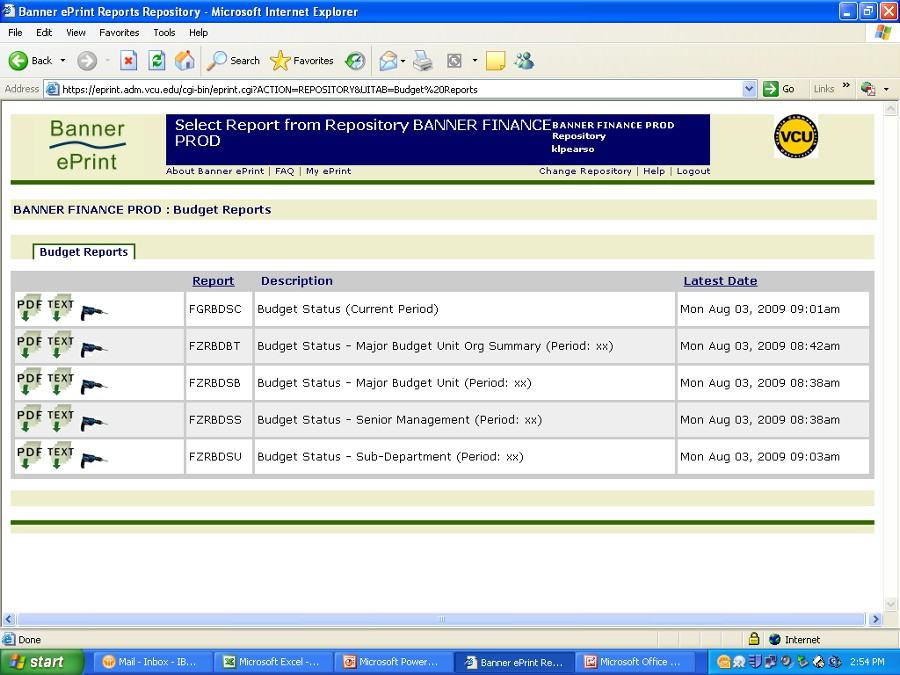 Banner ePrint Reports Repository - Microsoft Internet Explorer
File Edit View Favorites Tools Help
Back Search Favorites
Address https://eprint.adm.vcu.edu/cgi-bin/eprint.cgi?ACTION=REPOSITORY&UITAB=Budget%20Reports Go Links »
Banner
ePrint
Select Report from Repository BANNER FINANCE
PROD
BANNER FINANCE PROD
Repository
klpearso
VCU
About Banner ePrint | FAQ | My ePrint
Change Repository | Help | Logout
BANNER FINANCE PROD : Budget Reports
Budget Reports
Report Description Latest Date
PDF TEXT FGRBDSC Budget Status (Current Period) Mon Aug 03, 2009 09:01am
PDF TEXT FZRBDBT Budget Status - Major Budget Unit Org Summary (Period: xx) Mon Aug 03, 2009 08:42am
PDF TEXT FZRBDSB Budget Status - Major Budget Unit (Period: xx) Mon Aug 03, 2009 08:38am
PDF TEXT FZRBDSS Budget Status - Senior Management (Period: xx) Mon Aug 03, 2009 08:38am
PDF TEXT FZRBDSU Budget Status - Sub-Department (Period: xx) Mon Aug 03, 2009 09:03am
Done Internet
start Mail - Inbox - IB... Microsoft Excel -... Microsoft Power... Banner ePrint Re... Microsoft Office ... 2:54 PM